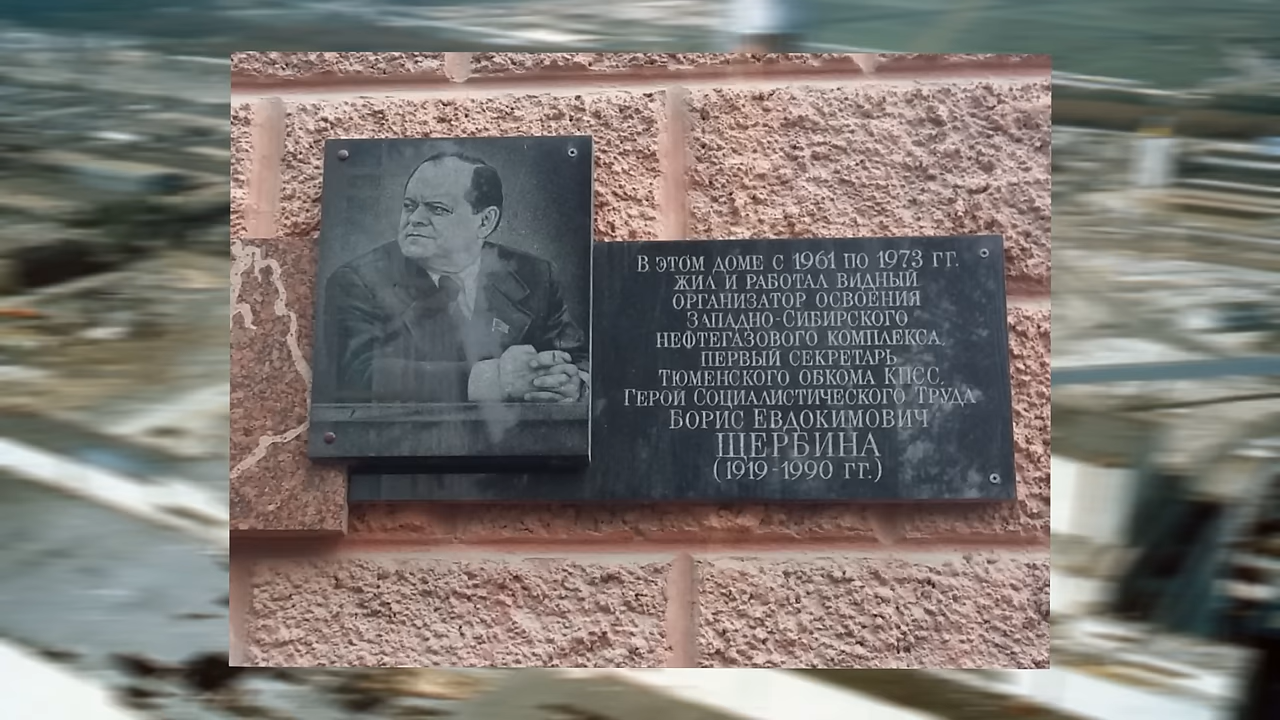 В этом доме с 1961 по 1973 гг.
жил и работал видный
организатор освоения
Западно-Сибирского
нефтегазового комплекса,
первый секретарь
Тюменского обкома КПСС,
Герой Социалистического Труда
Борис Евдокимович
ЩЕРБИНА
(1919-1990 гг.)